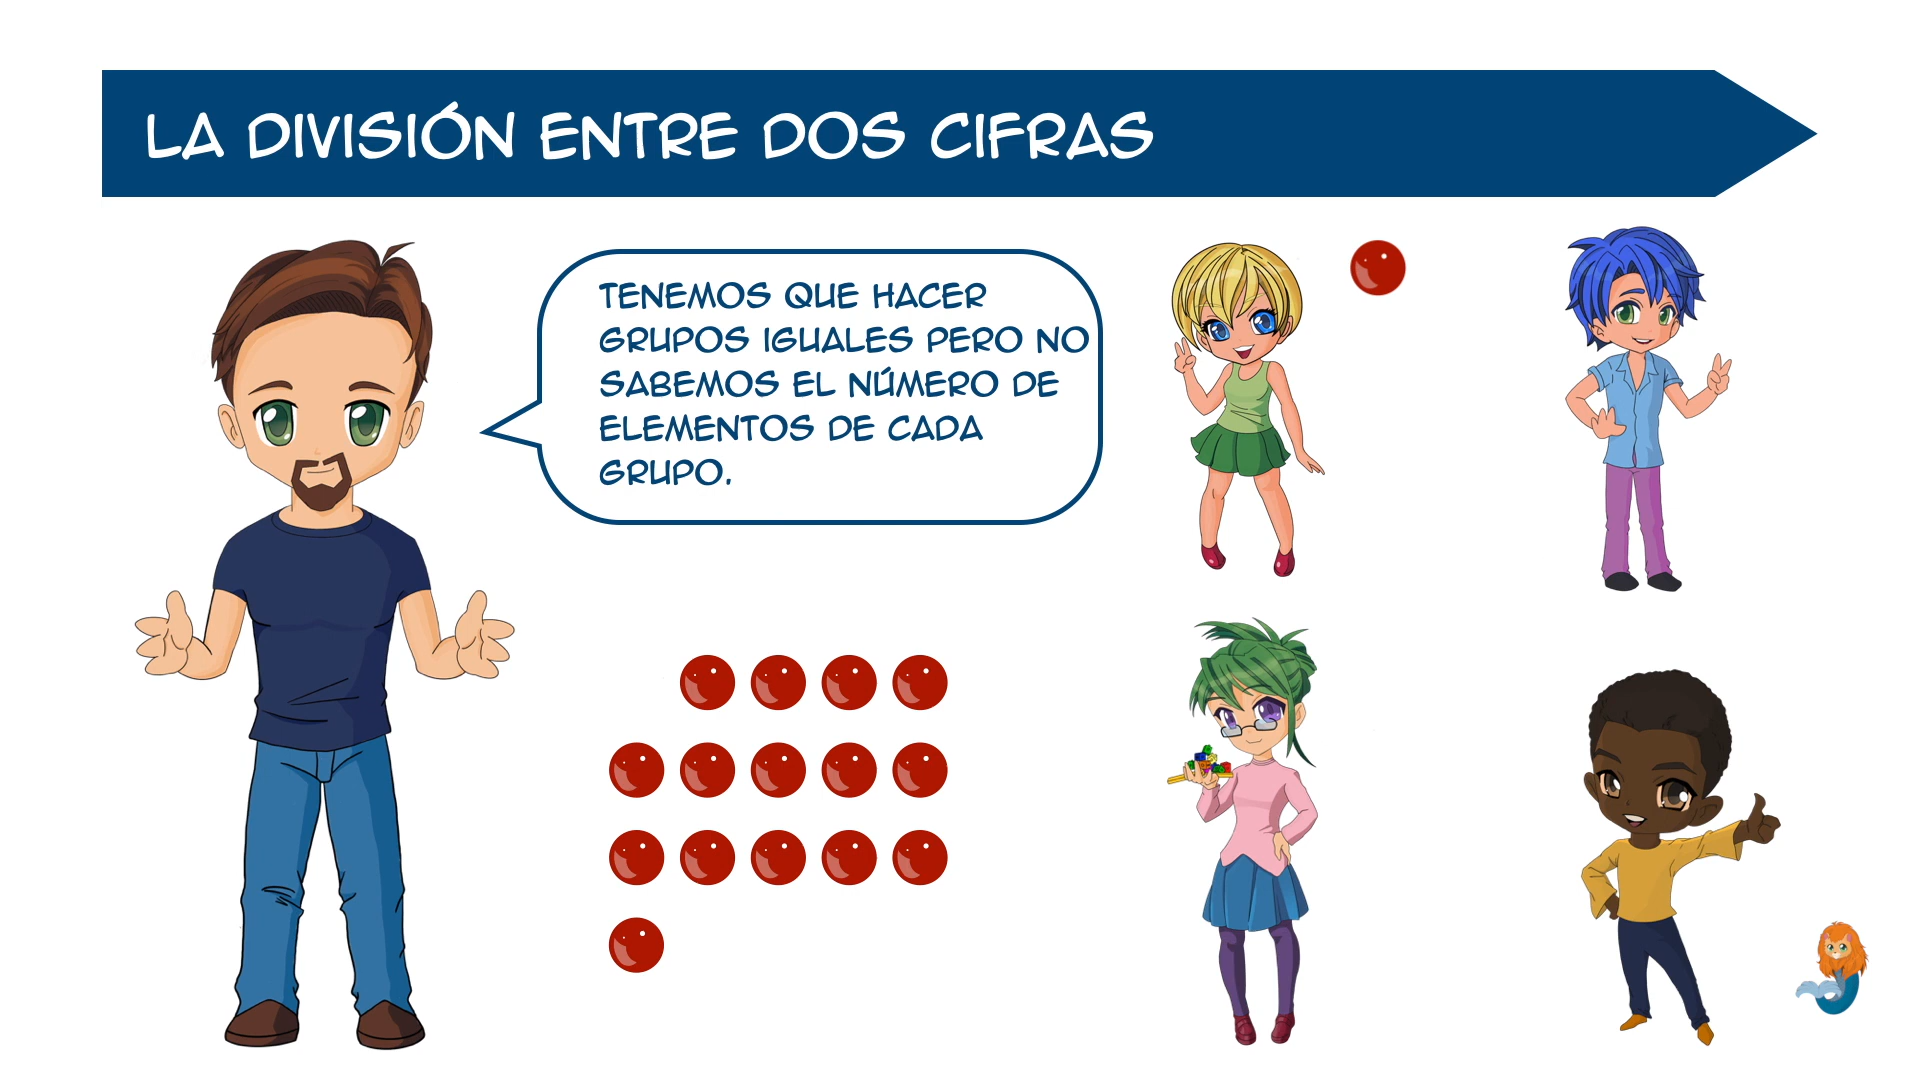 LA DIVISIÓN ENTRE DOS CIFRAS
TENEMOS QUE HACER
GRUPOS IGUALES PERO NO
SABEMOS EL NÚMERO DE
ELEMENTOS DE CADA
GRUPO.